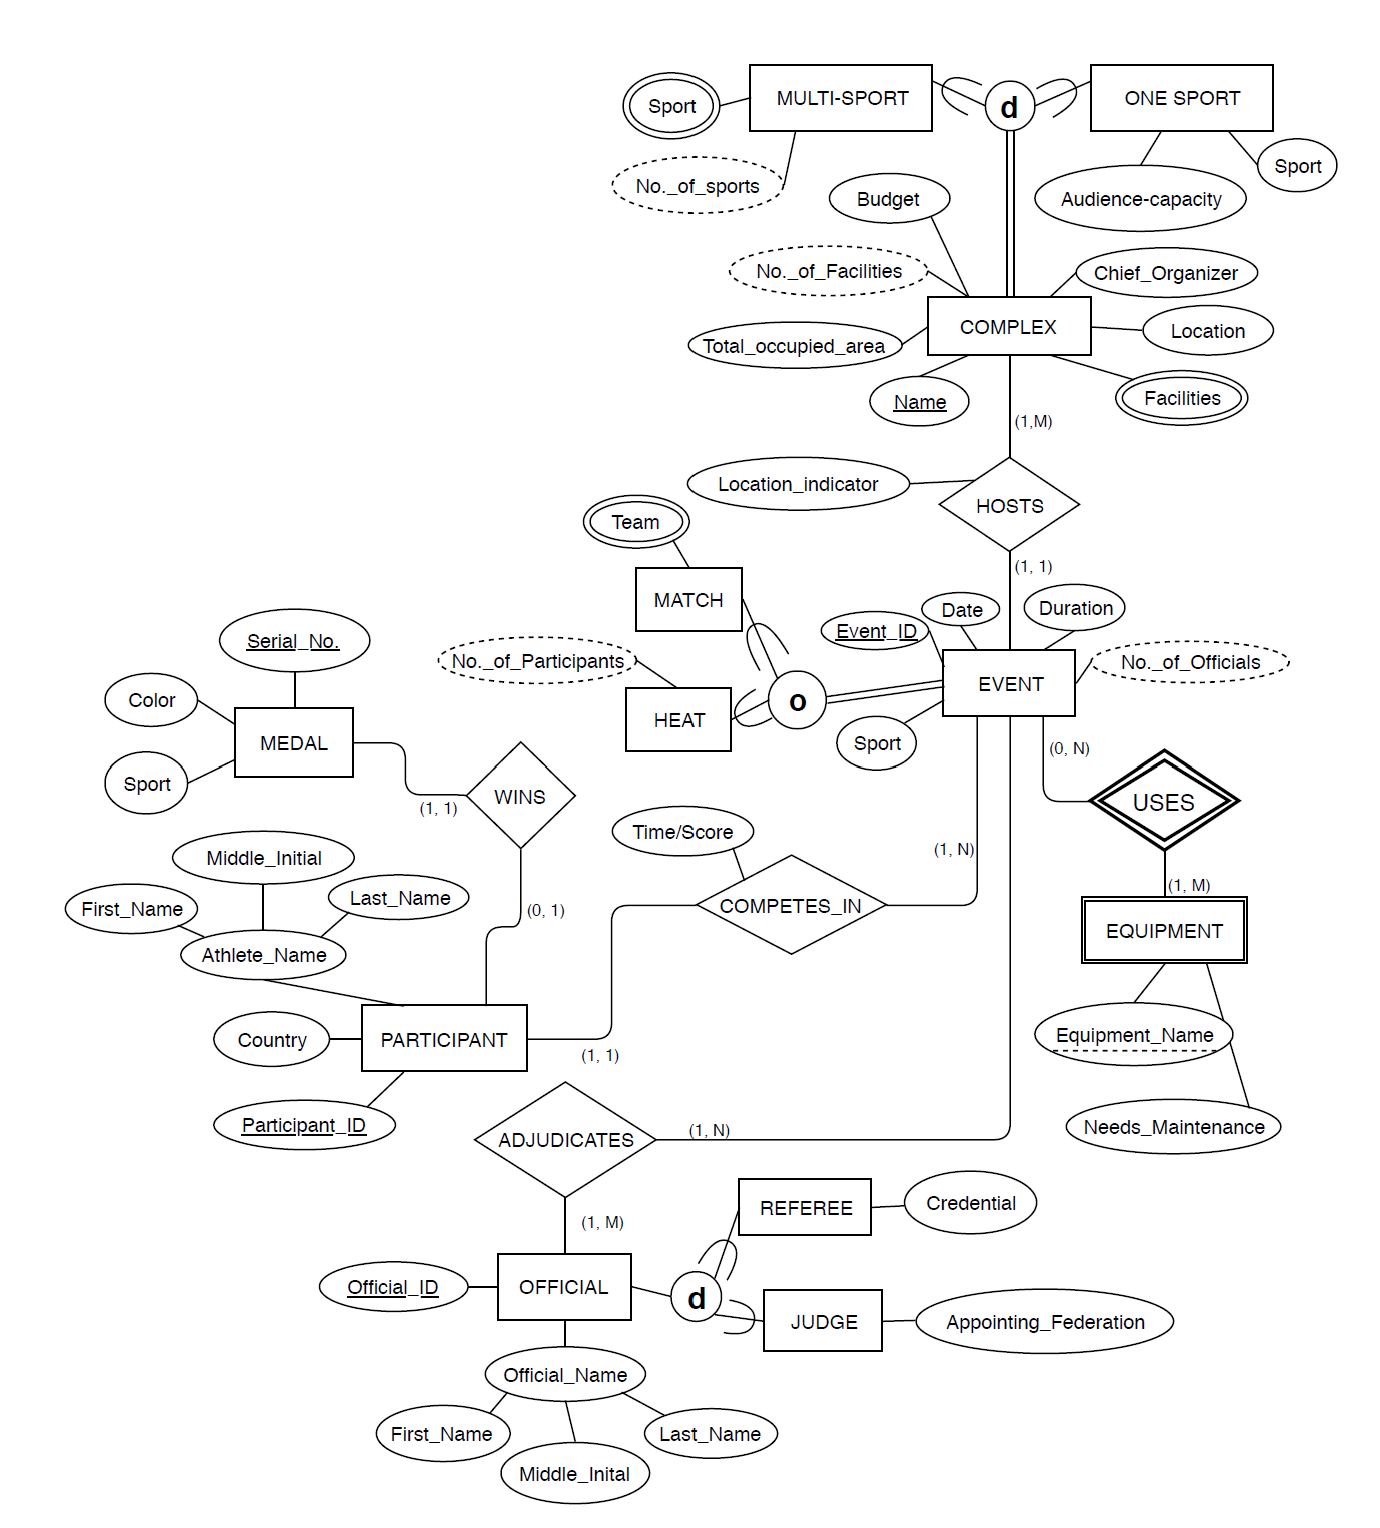 MULTI-SPORT
d
ONE SPORT
Sport
No._of_sports
Sport
Audience-capacity
Budget
No._of_Facilities
Chief_Organizer
COMPLEX
Location
Total_occupied_area
Name
Facilities
(1,M)
Location_indicator
HOSTS
Team
(1, 1)
MATCH
Date
Duration
Event_ID
Serial_No.
No._of_Participants
No._of_Officials
EVENT
Color
o
HEAT
MEDAL
Sport
(0, N)
Sport
WINS
(1, 1)
USES
Time/Score
Middle_Initial
(1, N)
(1, M)
First_Name
Last_Name
(0, 1)
COMPETES_IN
EQUIPMENT
Athlete_Name
Country
PARTICIPANT
Equipment_Name
(1, 1)
Participant_ID
(1, N)
Needs_Maintenance
ADJUDICATES
REFEREE
Credential
(1, M)
Official_ID
OFFICIAL
d
JUDGE
Appointing_Federation
Official_Name
First_Name
Last_Name
Middle_Inital